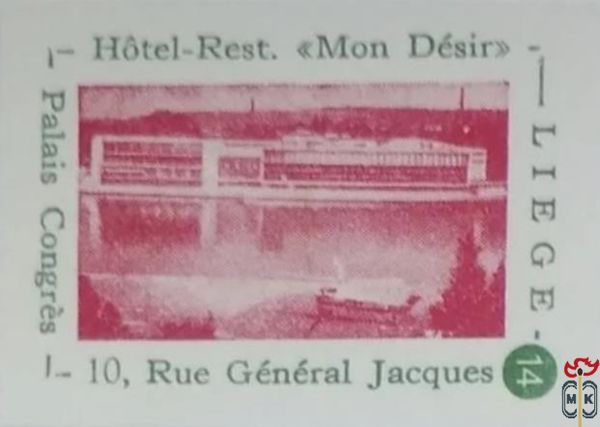 Hôtel-Rest. «Mon Désir» -
LIEGE-
Palais Congrès
- 10, Rue Général Jacques
14
MK